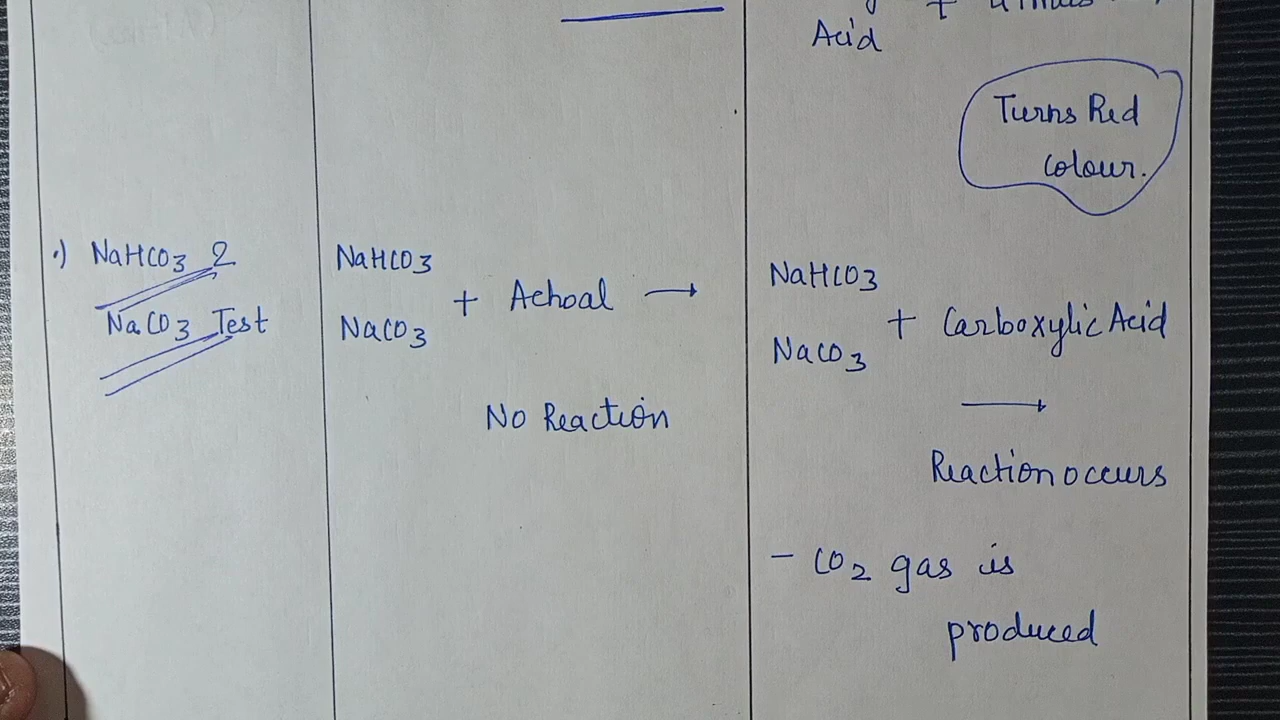 Acid
Turns Red
colour.
•) NaHCO3 2
NaCO3 Test
NaHCO3
NaCO3
+ Achoal →
No Reaction
NaHCO3
NaCO3
+ Carboxylic Acid
→
Reaction occurs
- CO2 gas is
produced